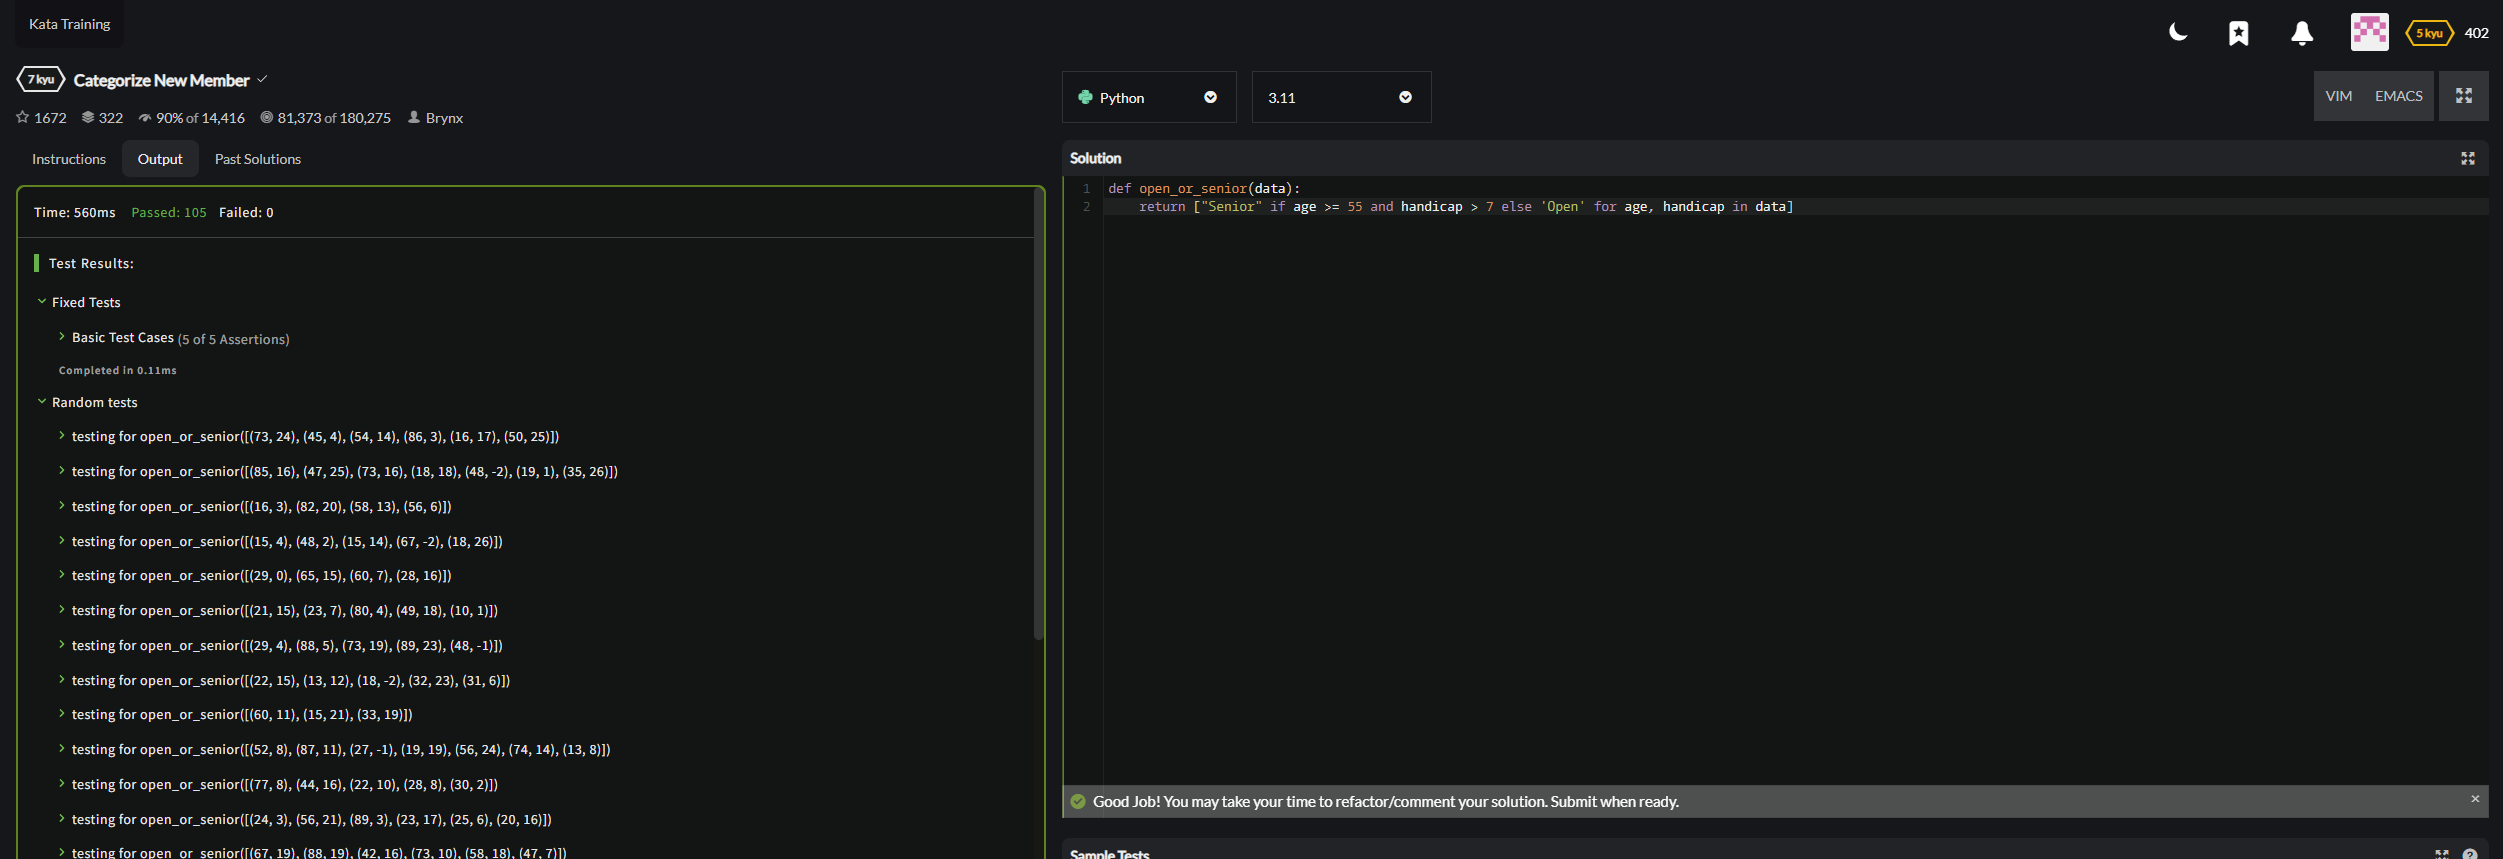 Kata Training
5 kyu 402
7 kyu Categorize New Member
1672 322 90% of 14,416 81,373 of 180,275 Brynx
Instructions Output Past Solutions
Time: 560ms Passed: 105 Failed: 0
Test Results:
Fixed Tests
Basic Test Cases (5 of 5 Assertions)
Completed in 0.11ms
Random tests
testing for open_or_senior([(73, 24), (45, 4), (54, 14), (86, 3), (16, 17), (50, 25)])
testing for open_or_senior([(85, 16), (47, 25), (73, 16), (18, 18), (48, -2), (19, 1), (35, 26)])
testing for open_or_senior([(16, 3), (82, 20), (58, 13), (56, 6)])
testing for open_or_senior([(15, 4), (48, 2), (15, 14), (67, -2), (18, 26)])
testing for open_or_senior([(29, 0), (65, 15), (60, 7), (28, 16)])
testing for open_or_senior([(21, 15), (23, 7), (80, 4), (49, 18), (10, 1)])
testing for open_or_senior([(29, 4), (88, 5), (73, 19), (89, 23), (48, -1)])
testing for open_or_senior([(22, 15), (13, 12), (18, -2), (32, 23), (31, 6)])
testing for open_or_senior([(60, 11), (15, 21), (33, 19)])
testing for open_or_senior([(52, 8), (87, 11), (27, -1), (19, 19), (56, 24), (74, 14), (13, 8)])
testing for open_or_senior([(77, 8), (44, 16), (22, 10), (28, 8), (30, 2)])
testing for open_or_senior([(24, 3), (56, 21), (89, 3), (23, 17), (25, 6), (20, 16)])
testing for open_or_senior([(67, 19), (88, 19), (42, 16), (73, 10), (58, 18), (47, 7)])
Python 3.11 VIM EMACS
Solution
1 def open_or_senior(data):
2 return ["Senior" if age >= 55 and handicap > 7 else 'Open' for age, handicap in data]
Good Job! You may take your time to refactor/comment your solution. Submit when ready. ×
Sample Tests ?